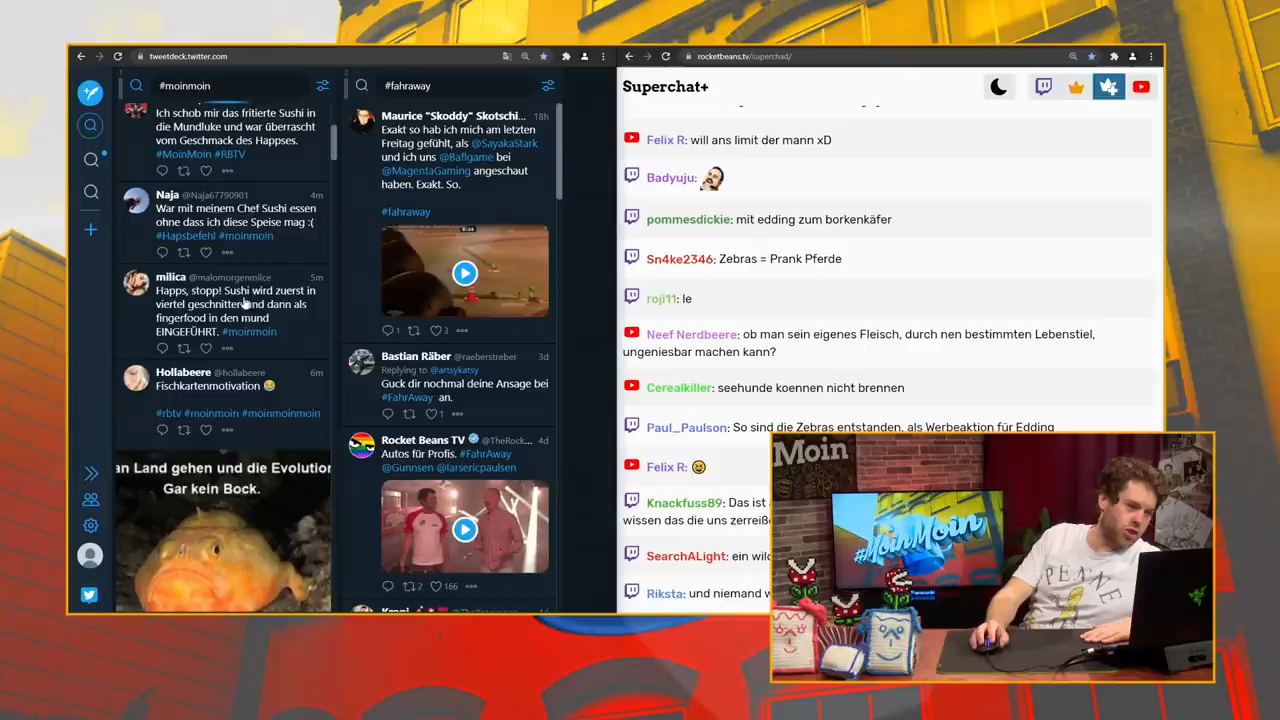 tweetdeck.twitter.com
1
#moinmoin
Ich schob mir das fritierte Sushi in
die Mundluke und war überrascht
vom Geschmack des Happses.
#MoinMoin #RBTV
Naja @Naja67790901 4m
War mit meinem Chef Sushi essen
ohne dass ich diese Speise mag :(
#Hapsbefehl #moinmoin
milica @malomorgenmilce 5m
Happs, stopp! Sushi wird zuerst in
viertel geschnitten und dann als
fingerfood in den mund
EINGEFÜHRT. #moinmoin
Hollabeere @hollabeere 6m
Fischkartenmotivation 😂
#rbtv #moinmoin #moinmoinmoin
an Land gehen und die Evolution
Gar kein Bock.
2
#fahraway
Maurice "Skoddy" Skotschi... 18h
Exakt so hab ich mich am letzten
Freitag gefühlt, als @SayakaStark
und ich uns @Baflgame bei
@MagentaGaming angeschaut
haben. Exakt. So.
#fahraway
1 3
Bastian Räber @raeberstreber 3d
Replying to @artsykatsy
Guck dir nochmal deine Ansage bei
#FahrAway an.
1
Rocket Beans TV @TheRock... 4d
Autos für Profis. #FahrAway
@Gunnsen @larsericpaulsen
2 166
rocketbeans.tv/superchad/
Superchat+
Felix R: will ans limit der mann xD
Badyuju:
pommesdickie: mit edding zum borkenkäfer
Sn4ke2346: Zebras = Prank Pferde
roji11: le
Neef Nerdbeere: ob man sein eigenes Fleisch, durch nen bestimmten Lebenstiel,
ungeniesbar machen kann?
Cerealkiller: seehunde koennen nicht brennen
Paul_Paulson: So sind die Zebras entstanden, als Werbeaktion für Edding
Felix R: 😀
Knackfuss89: Das ist
wissen das die uns zerreiß
SearchALight: ein wild
Riksta: und niemand w
Moin
#MoinMoin